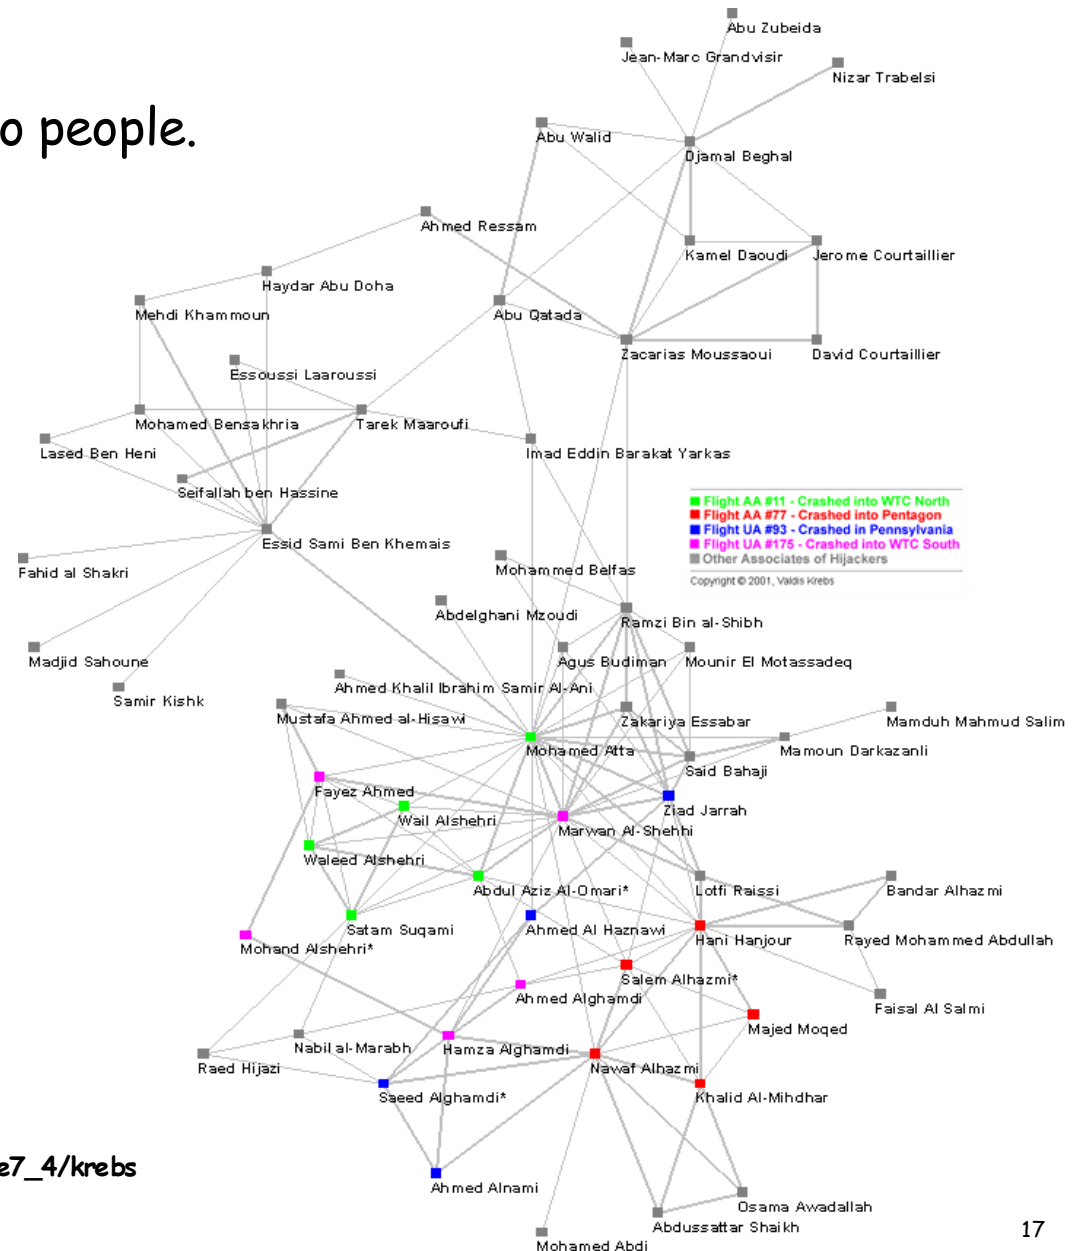 Abu Zubeida
Jean-Marc Grandvisir
Nizar Trabelsi
o people.
Abu Walid
Djamal Beghal
Ahmed Ressam
Kamel Daoudi
Jerome Courtaillier
Haydar Abu Doha
Mehdi Khammoun
Abu Qatada
Zacarias Moussaoui
David Courtaillier
Essoussi Laaroussi
Mohamed Bensakhria
Tarek Maaroufi
Lased Ben Heni
Imad Eddin Barakat Yarkas
Seifallah ben Hassine
Flight AA #11 - Crashed into WTC North
Flight AA #77 - Crashed into Pentagon
Flight UA #93 - Crashed in Pennsylvania
Flight UA #175 - Crashed into WTC South
Other Associates of Hijackers
Copyright © 2001, Valdis Krebs
Essid Sami Ben Khemais
Fahid al Shakri
Mohammed Belfas
Abdelghani Mzoudi
Ramzi Bin al-Shibh
Madjid Sahoune
Agus Budiman
Mounir El Motassadeq
Samir Kishk
Ahmed Khalil Ibrahim Samir Al-Ani
Mustafa Ahmed al-Hisawi
Zakariya Essabar
Mamduh Mahmud Salim
Mohamed Atta
Mamoun Darkazanli
Said Bahaji
Fayez Ahmed
Ziad Jarrah
Wail Alshehri
Marwan Al-Shehhi
Waleed Alshehri
Abdul Aziz Al-Omari*
Lotfi Raissi
Bandar Alhazmi
Satam Suqami
Ahmed Al Haznawi
Hani Hanjour
Rayed Mohammed Abdullah
Mohand Alshehri*
Salem Alhazmi*
Ahmed Alghamdi
Faisal Al Salmi
Majed Moqed
Nabil al-Marabh
Hamza Alghamdi
Raed Hijazi
Nawaf Alhazmi
Saeed Alghamdi*
Khalid Al-Mihdhar
e7_4/krebs
Ahmed Alnami
Osama Awadallah
Abdussattar Shaikh
Mohamed Abdi
17